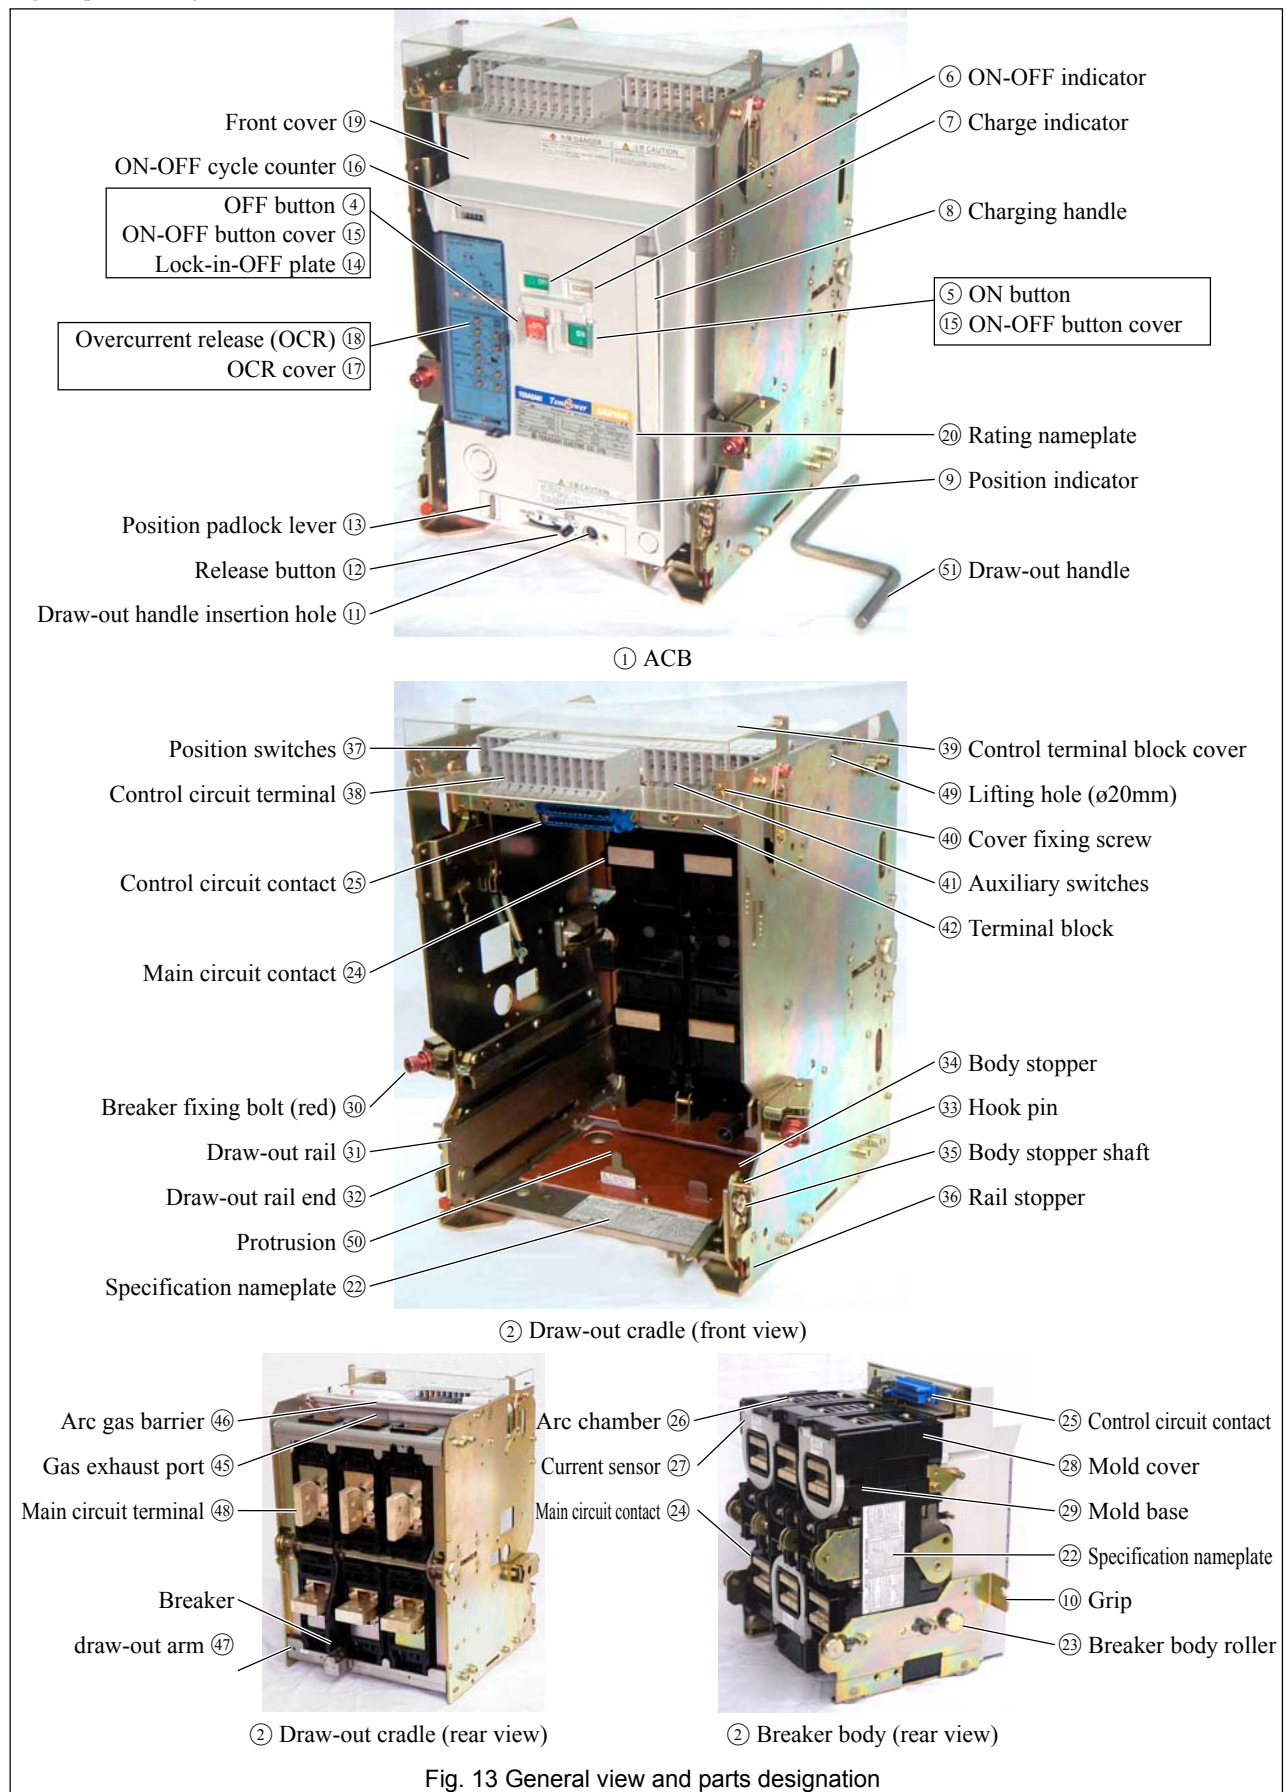 Front cover ⑲
ON-OFF cycle counter ⑯
OFF button ④
ON-OFF button cover ⑮
Lock-in-OFF plate ⑭
Overcurrent release (OCR) ⑱
OCR cover ⑰
Position padlock lever ⑬
Release button ⑫
Draw-out handle insertion hole ⑪
⑥ ON-OFF indicator
⑦ Charge indicator
⑧ Charging handle
⑤ ON button
⑮ ON-OFF button cover
⑳ Rating nameplate
⑨ Position indicator
�51 Draw-out handle
DANGER
CAUTION
TERASAKI TemPower
TERASAKI ELECTRIC CO., LTD.
CAUTION
① ACB
Position switches ㊲
Control circuit terminal ㊳
Control circuit contact ㉕
Main circuit contact ㉔
Breaker fixing bolt (red) ㉚
Draw-out rail ㉛
Draw-out rail end ㉜
Protrusion ㊿
Specification nameplate ㉒
㊴ Control terminal block cover
㊾ Lifting hole (ø20mm)
㊵ Cover fixing screw
㊶ Auxiliary switches
㊷ Terminal block
㉞ Body stopper
㉝ Hook pin
㉟ Body stopper shaft
㊱ Rail stopper
② Draw-out cradle (front view)
Arc gas barrier ㊻
Gas exhaust port ㊺
Main circuit terminal ㊽
Breaker
draw-out arm ㊼
② Draw-out cradle (rear view)
Arc chamber ㉖
Current sensor ㉗
Main circuit contact ㉔
㉕ Control circuit contact
㉘ Mold cover
㉙ Mold base
㉒ Specification nameplate
⑩ Grip
㉓ Breaker body roller
② Breaker body (rear view)
Fig. 13 General view and parts designation